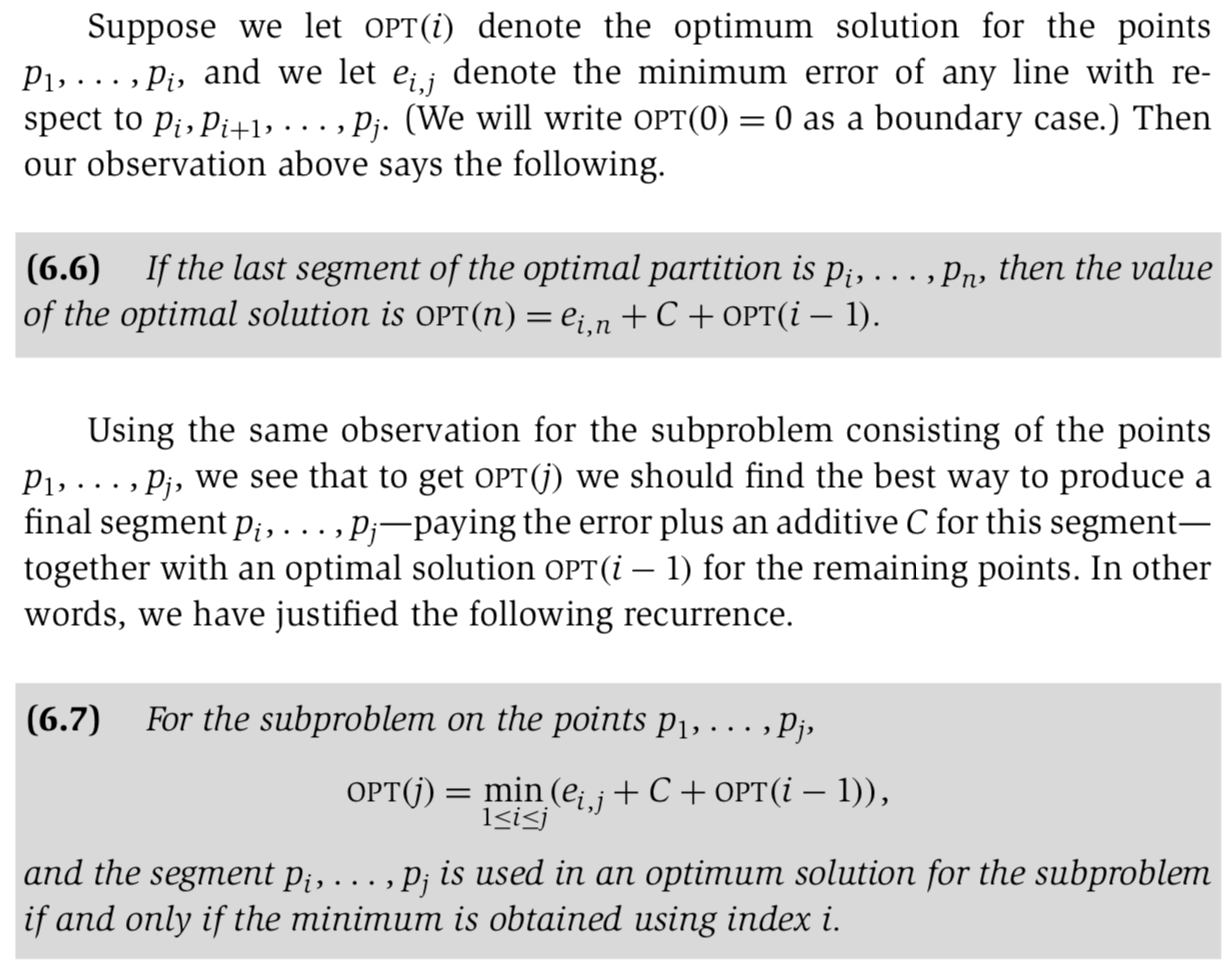 Suppose we let OPT(i) denote the optimum solution for the points
p₁, . . . , pᵢ, and we let eᵢ,ⱼ denote the minimum error of any line with re-
spect to pᵢ, pᵢ₊₁, . . . , pⱼ. (We will write OPT(0) = 0 as a boundary case.) Then
our observation above says the following.
(6.6) If the last segment of the optimal partition is pᵢ, . . . , pₙ, then the value
of the optimal solution is OPT(n) = eᵢ,ₙ + C + OPT(i − 1).
Using the same observation for the subproblem consisting of the points
p₁, . . . , pⱼ, we see that to get OPT(j) we should find the best way to produce a
final segment pᵢ, . . . , pⱼ—paying the error plus an additive C for this segment—
together with an optimal solution OPT(i − 1) for the remaining points. In other
words, we have justified the following recurrence.
(6.7) For the subproblem on the points p₁, . . . , pⱼ,
OPT(j) = min(eᵢ,ⱼ + C + OPT(i − 1)),
1≤i≤j
and the segment pᵢ, . . . , pⱼ is used in an optimum solution for the subproblem
if and only if the minimum is obtained using index i.